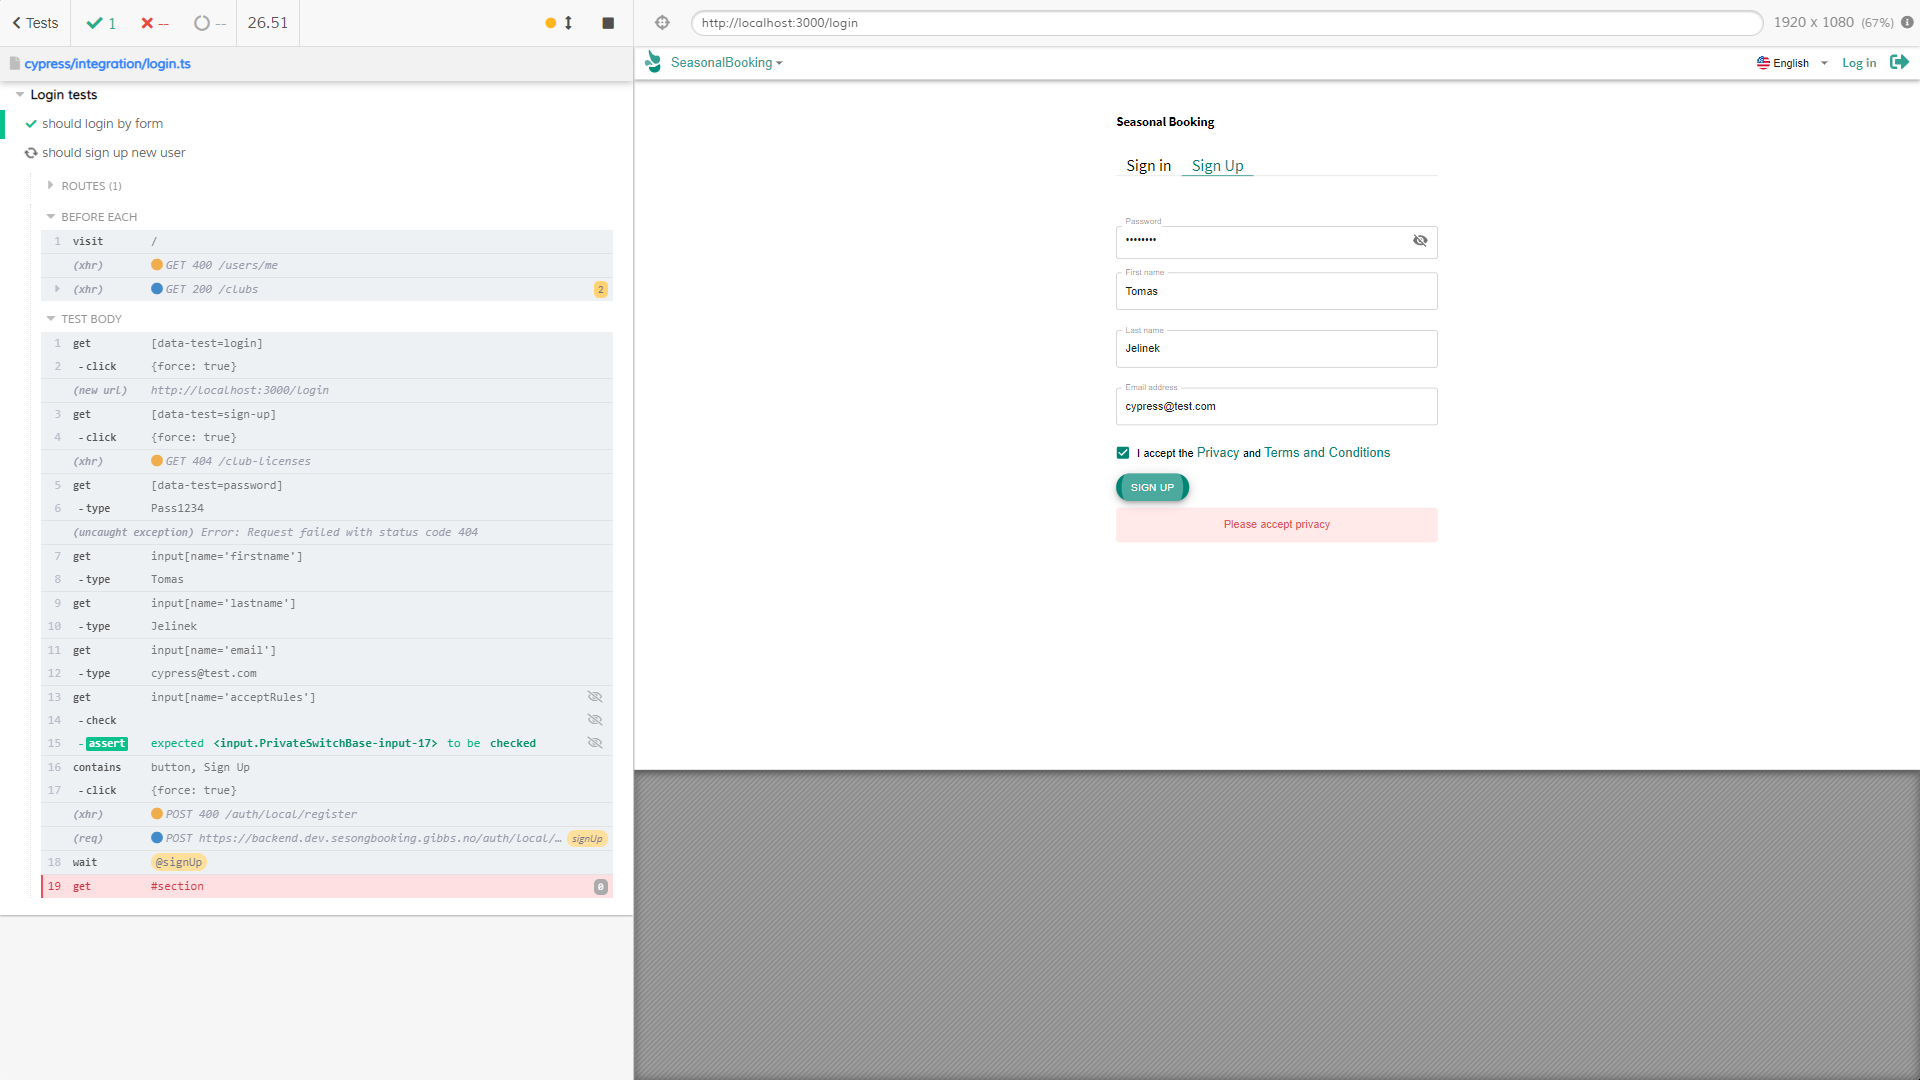 Tests 1 -- -- 26.51
cypress/integration/login.ts
Login tests
should login by form
should sign up new user
ROUTES (1)
BEFORE EACH
1 visit /
(xhr) GET 400 /users/me
(xhr) GET 200 /clubs 2
TEST BODY
1 get [data-test=login]
2 -click {force: true}
(new url) http://localhost:3000/login
3 get [data-test=sign-up]
4 -click {force: true}
(xhr) GET 404 /club-licenses
5 get [data-test=password]
6 -type Pass1234
(uncaught exception) Error: Request failed with status code 404
7 get input[name='firstname']
8 -type Tomas
9 get input[name='lastname']
10 -type Jelinek
11 get input[name='email']
12 -type cypress@test.com
13 get input[name='acceptRules']
14 -check
15 -assert expected <input.PrivateSwitchBase-input-17> to be checked
16 contains button, Sign Up
17 -click {force: true}
(xhr) POST 400 /auth/local/register
(req) POST https://backend.dev.sesongbooking.gibbs.no/auth/local/… signUp
18 wait @signUp
19 get #section 0
http://localhost:3000/login 1920 x 1080 (67%)
SeasonalBooking English Log in
Seasonal Booking
Sign in Sign Up
Password
••••••••
First name
Tomas
Last name
Jelinek
Email address
cypress@test.com
I accept the Privacy and Terms and Conditions
SIGN UP
Please accept privacy